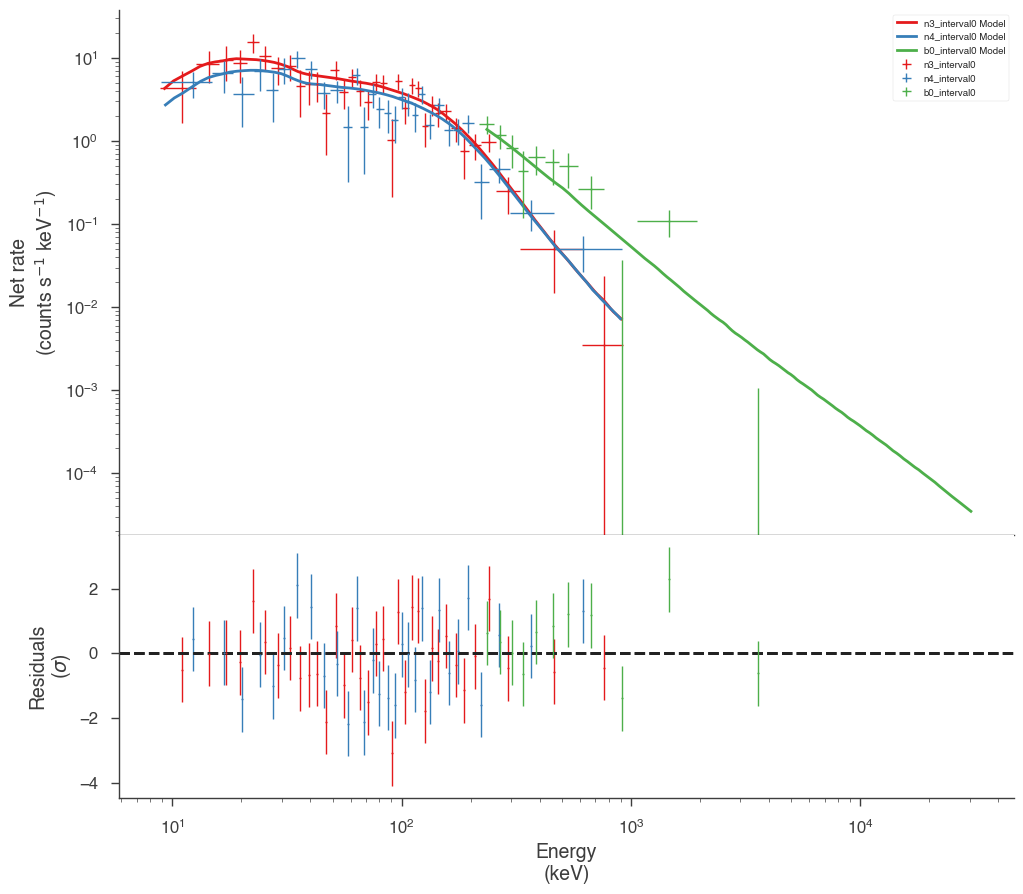 n3_interval0 Model
n4_interval0 Model
b0_interval0 Model
n3_interval0
n4_interval0
b0_interval0
10¹
10⁰
10⁻¹
10⁻²
10⁻³
10⁻⁴
Net rate
(counts s⁻¹ keV⁻¹)
2
0
−2
−4
Residuals
(σ)
10¹ 10² 10³ 10⁴
Energy
(keV)